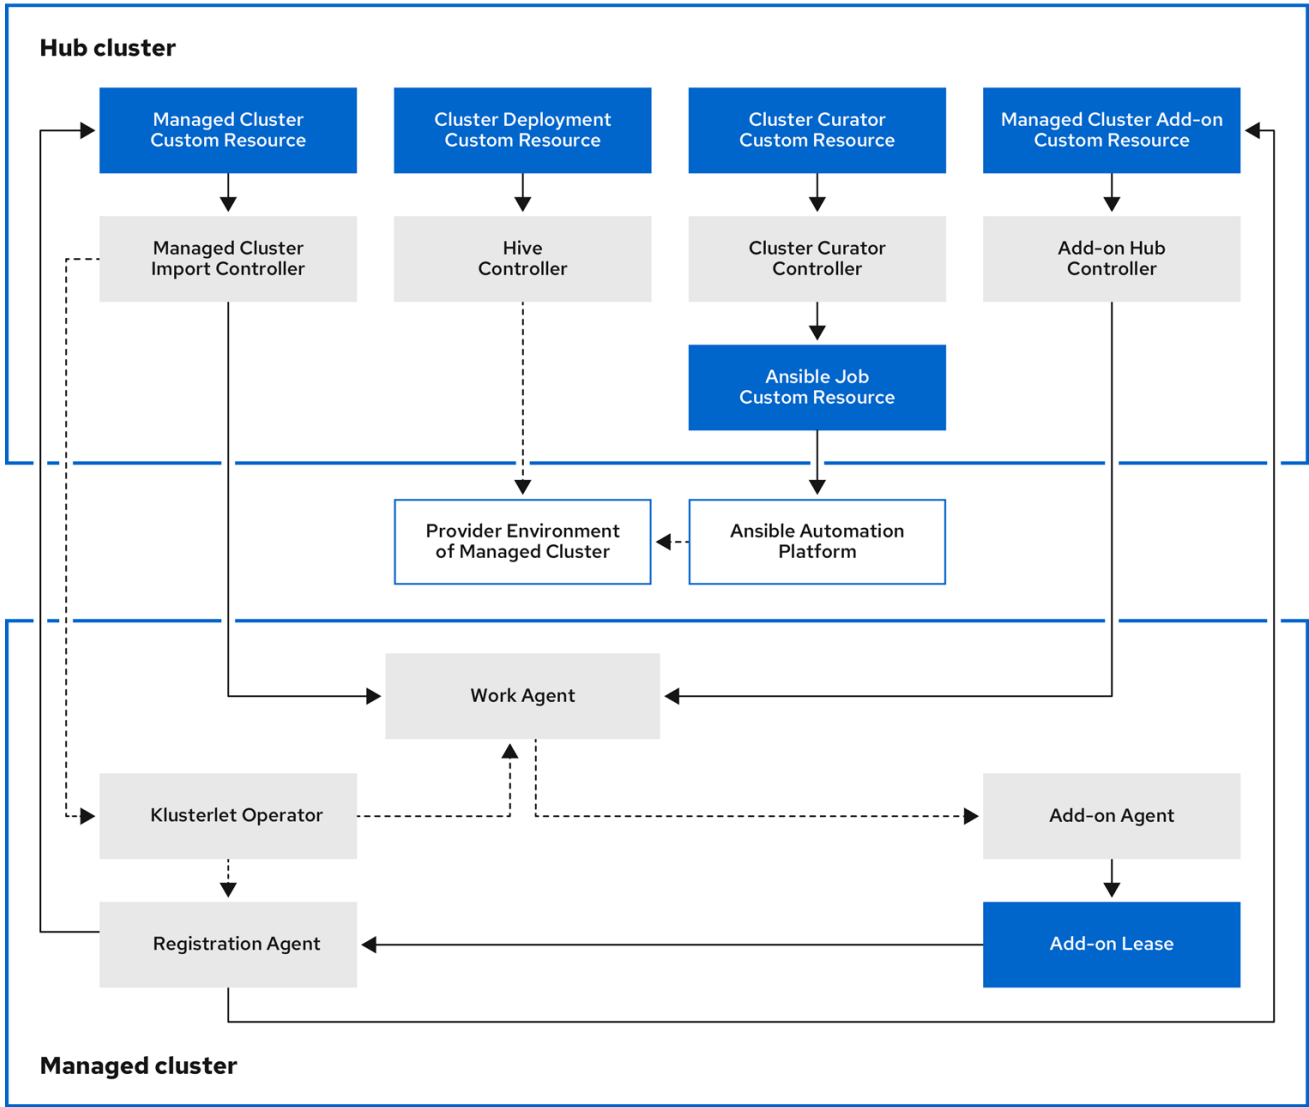 Hub cluster
Managed Cluster
Custom Resource
Cluster Deployment
Custom Resource
Cluster Curator
Custom Resource
Managed Cluster Add-on
Custom Resource
Managed Cluster
Import Controller
Hive
Controller
Cluster Curator
Controller
Add-on Hub
Controller
Ansible Job
Custom Resource
Provider Environment
of Managed Cluster
Ansible Automation
Platform
Work Agent
Klusterlet Operator
Add-on Agent
Registration Agent
Add-on Lease
Managed cluster